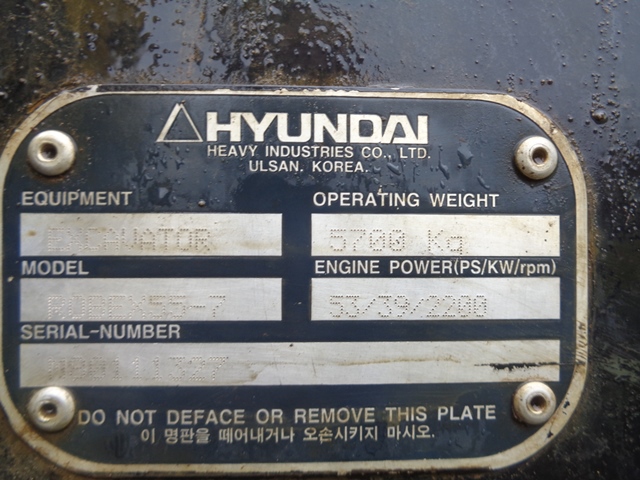 HYUNDAI
HEAVY INDUSTRIES CO., LTD.
ULSAN. KOREA.
EQUIPMENT
OPERATING WEIGHT
EXCAVATOR
5700 Kg
MODEL
ENGINE POWER(PS/KW/rpm)
53/39/2200
SERIAL-NUMBER
DO NOT DEFACE OR REMOVE THIS PLATE
이 명판을 떼어내거나 오손시키지 마시오.